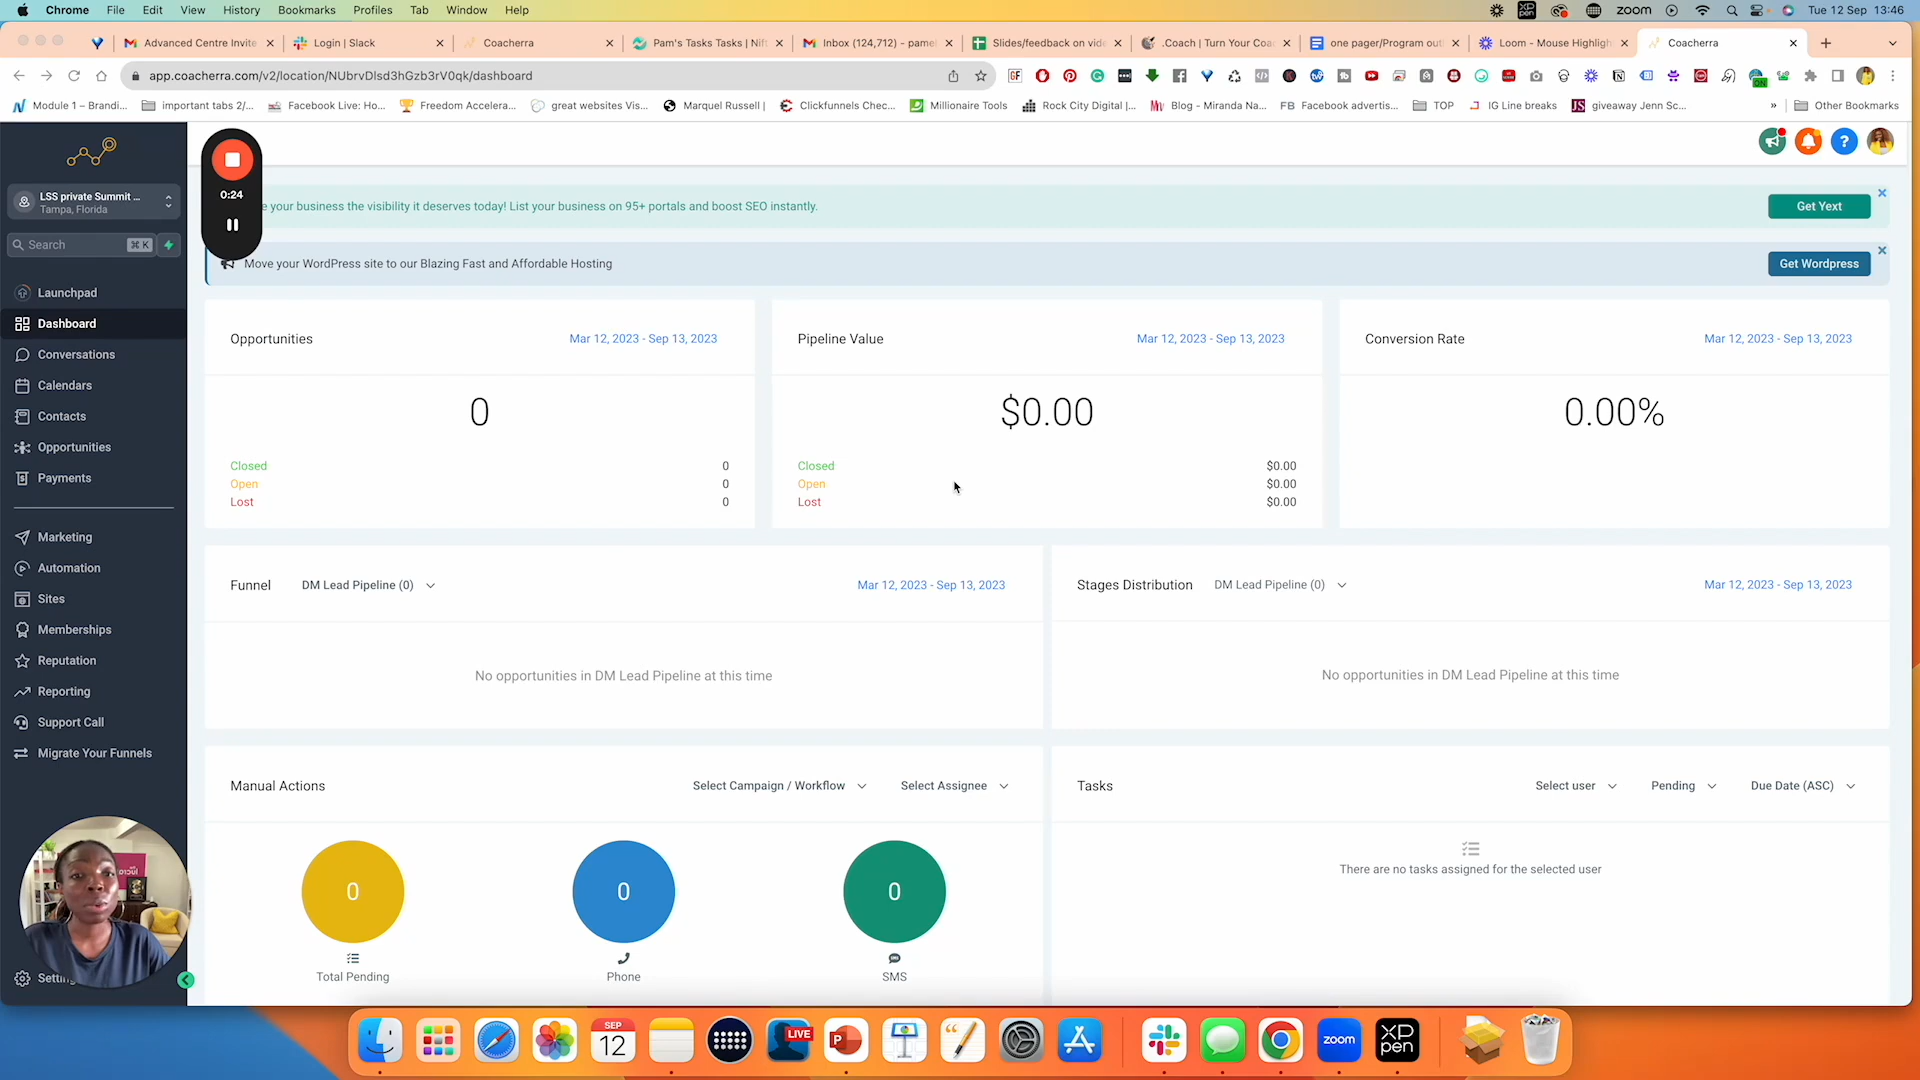 Chrome File Edit View History Bookmarks Profiles Tab Window Help
zoom Tue 12 Sep 13:46
Advanced Centre Invite
Login | Slack
Coacherra
Pam's Tasks Tasks | Nift
Inbox (124,712) - pamel
Slides/feedback on vide
.Coach | Turn Your Coa
one pager/Program outl
Loom – Mouse Highligh
Coacherra
app.coacherra.com/v2/location/NUbrvDlsd3hGzb3rV0qk/dashboard
Module 1 – Brandi...
important tabs 2/...
Facebook Live: Ho...
Freedom Accelera...
great websites Vis...
Marquel Russell |
Clickfunnels Chec...
Millionaire Tools
Rock City Digital |...
Blog - Miranda Na...
FB Facebook advertis...
TOP
IG Line breaks
JS giveaway Jenn Sc...
» Other Bookmarks
LSS private Summit ...
Tampa, Florida
Search ⌘ K
Launchpad
Dashboard
Conversations
Calendars
Contacts
Opportunities
Payments
Marketing
Automation
Sites
Memberships
Reputation
Reporting
Support Call
Migrate Your Funnels
0:24
your business the visibility it deserves today! List your business on 95+ portals and boost SEO instantly.
Get Yext
Move your WordPress site to our Blazing Fast and Affordable Hosting
Get Wordpress
Opportunities Mar 12, 2023 - Sep 13, 2023
0
Closed 0
Open 0
Lost 0
Pipeline Value Mar 12, 2023 - Sep 13, 2023
$0.00
Closed $0.00
Open $0.00
Lost $0.00
Conversion Rate Mar 12, 2023 - Sep 13, 2023
0.00%
Funnel DM Lead Pipeline (0) Mar 12, 2023 - Sep 13, 2023
No opportunities in DM Lead Pipeline at this time
Stages Distribution DM Lead Pipeline (0) Mar 12, 2023 - Sep 13, 2023
No opportunities in DM Lead Pipeline at this time
Manual Actions Select Campaign / Workflow Select Assignee
0 0 0
Total Pending Phone SMS
Tasks Select user Pending Due Date (ASC)
There are no tasks assigned for the selected user
SEP
12
LIVE
zoom
XP
pen